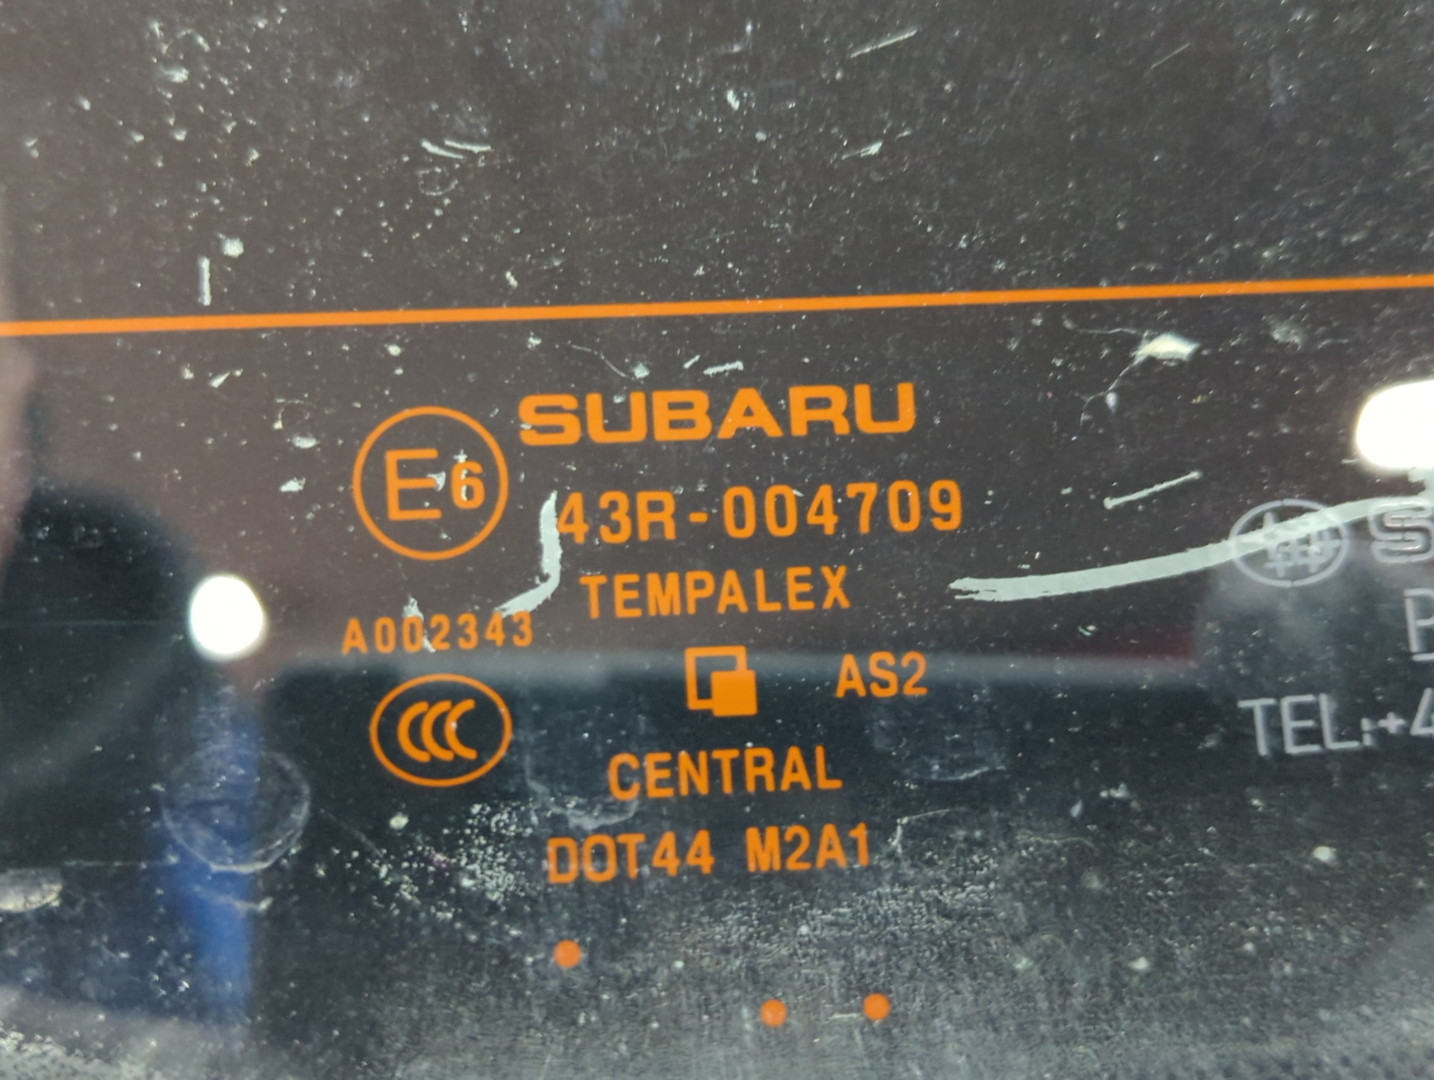 SUBARU
E6
43R-004709
TEMPALEX
A002343
AS2
CCC
CENTRAL
DOT44 M2A1
TEL.:+4